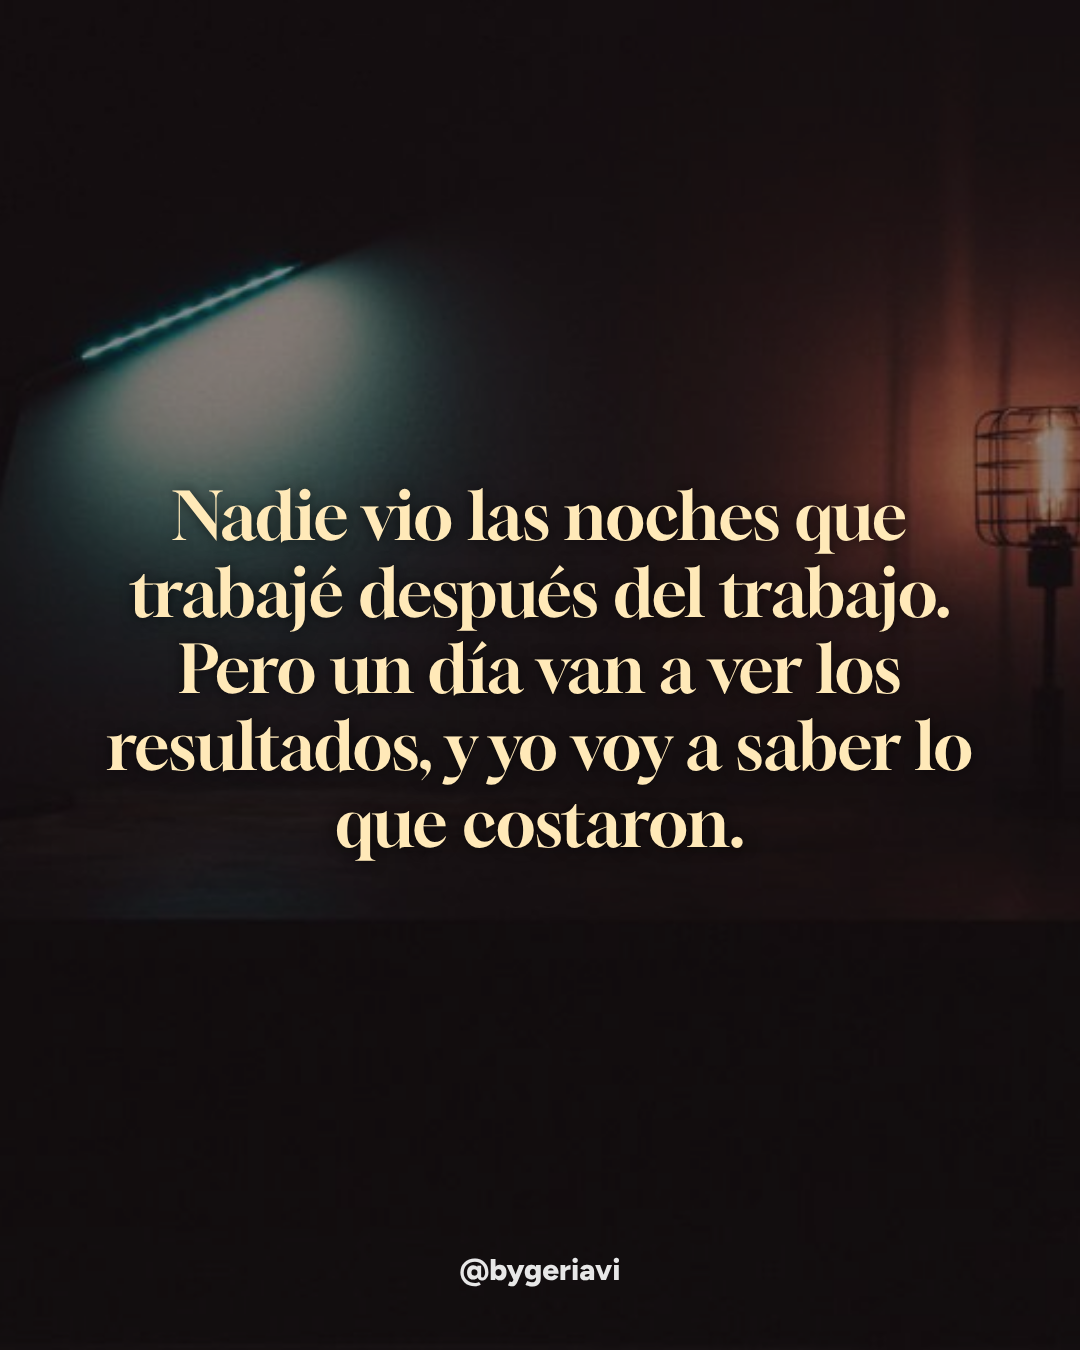 Nadie vio las noches que
trabajé después del trabajo.
Pero un día van a ver los
resultados, y yo voy a saber lo
que costaron.
@bygeriavi